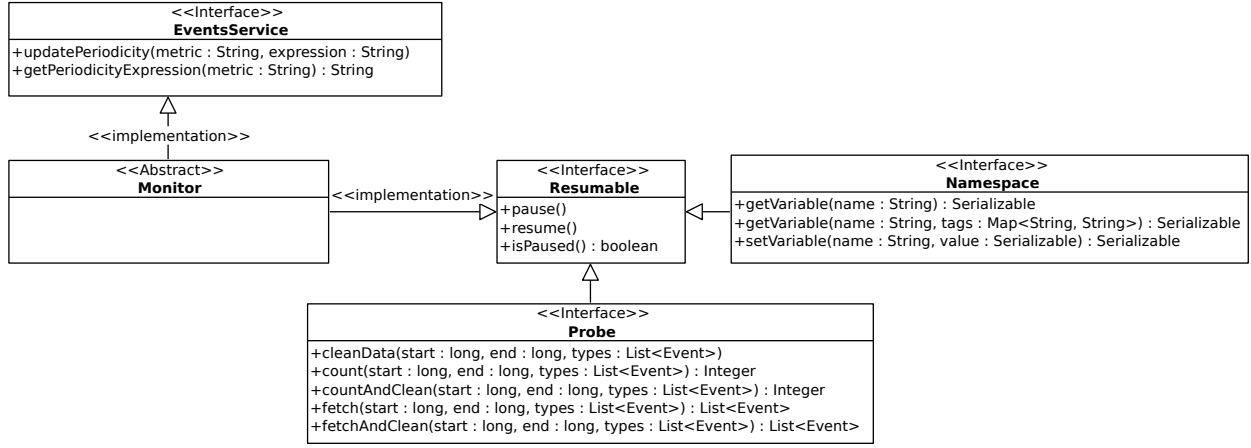 <<Interface>>
EventsService
+updatePeriodicity(metric : String, expression : String)
+getPeriodicityExpression(metric : String) : String
<<implementation>>
<<Abstract>>
Monitor
<<implementation>>
<<Interface>>
Resumable
+pause()
+resume()
+isPaused() : boolean
<<Interface>>
Namespace
+getVariable(name : String) : Serializable
+getVariable(name : String, tags : Map<String, String>) : Serializable
+setVariable(name : String, value : Serializable) : Serializable
<<Interface>>
Probe
+cleanData(start : long, end : long, types : List<Event>)
+count(start : long, end : long, types : List<Event>) : Integer
+countAndClean(start : long, end : long, types : List<Event>) : Integer
+fetch(start : long, end : long, types : List<Event>) : List<Event>
+fetchAndClean(start : long, end : long, types : List<Event>) : List<Event>